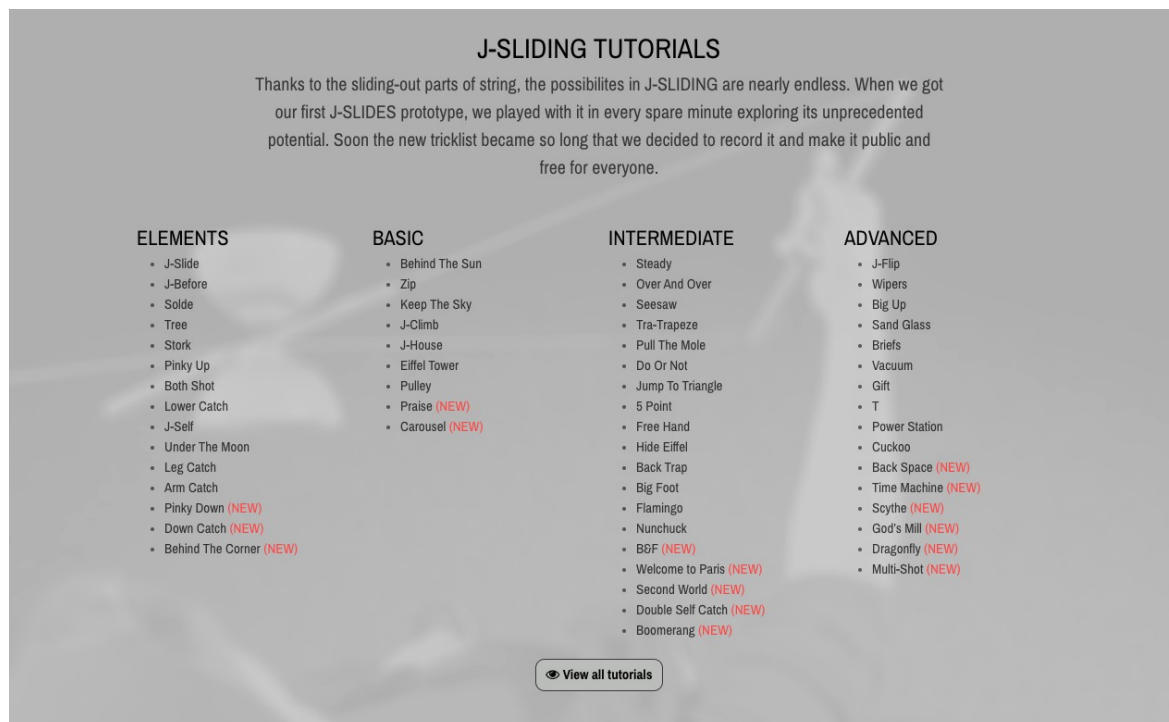 J-SLIDING TUTORIALS
Thanks to the sliding-out parts of string, the possibilites in J-SLIDING are nearly endless. When we got
our first J-SLIDES prototype, we played with it in every spare minute exploring its unprecedented
potential. Soon the new tricklist became so long that we decided to record it and make it public and
free for everyone.
ELEMENTS
J-Slide
J-Before
Solde
Tree
Stork
Pinky Up
Both Shot
Lower Catch
J-Self
Under The Moon
Leg Catch
Arm Catch
Pinky Down (NEW)
Down Catch (NEW)
Behind The Corner (NEW)
BASIC
Behind The Sun
Zip
Keep The Sky
J-Climb
J-House
Eiffel Tower
Pulley
Praise (NEW)
Carousel (NEW)
INTERMEDIATE
Steady
Over And Over
Seesaw
Tra-Trapeze
Pull The Mole
Do Or Not
Jump To Triangle
5 Point
Free Hand
Hide Eiffel
Back Trap
Big Foot
Flamingo
Nunchuck
B&F (NEW)
Welcome to Paris (NEW)
Second World (NEW)
Double Self Catch (NEW)
Boomerang (NEW)
ADVANCED
J-Flip
Wipers
Big Up
Sand Glass
Briefs
Vacuum
Gift
T
Power Station
Cuckoo
Back Space (NEW)
Time Machine (NEW)
Scythe (NEW)
God's Mill (NEW)
Dragonfly (NEW)
Multi-Shot (NEW)
View all tutorials